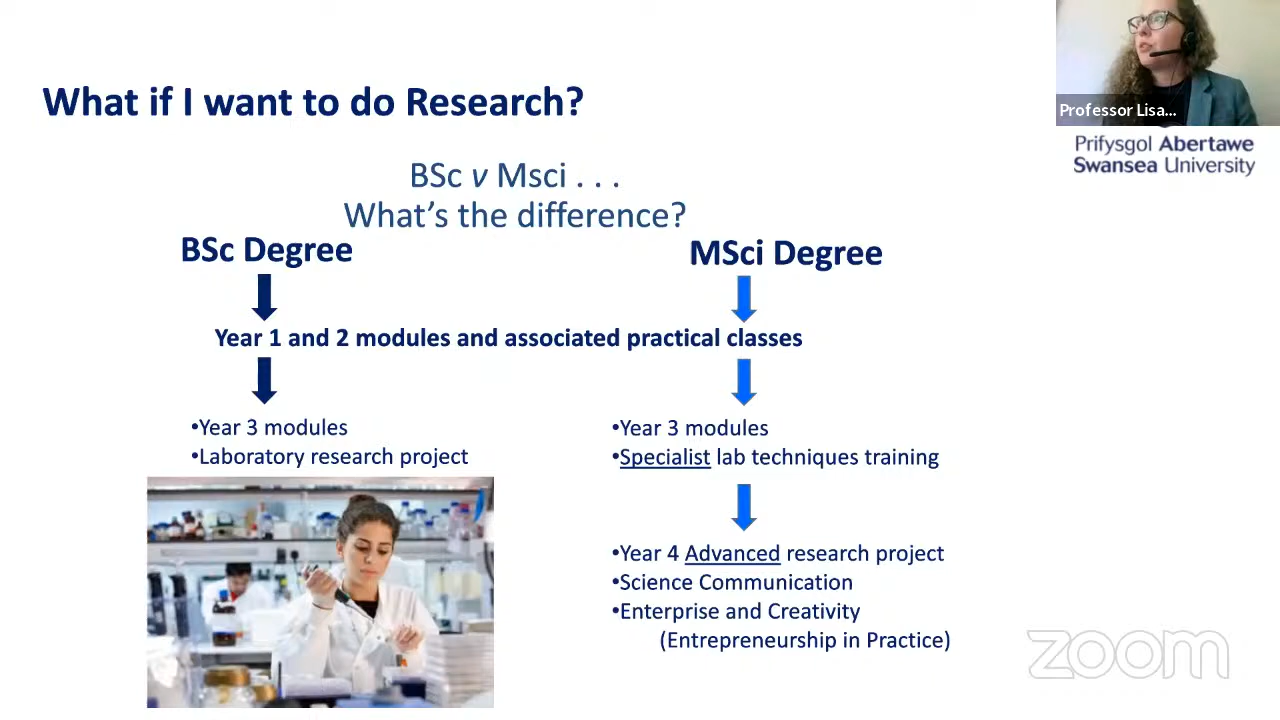 What if I want to do Research?
Professor Lisa...
Prifysgol Abertawe
Swansea University
BSc v Msci . . .
What's the difference?
BSc Degree
MSci Degree
Year 1 and 2 modules and associated practical classes
•Year 3 modules
•Laboratory research project
•Year 3 modules
•Specialist lab techniques training
•Year 4 Advanced research project
•Science Communication
•Enterprise and Creativity
(Entrepreneurship in Practice)
zoom